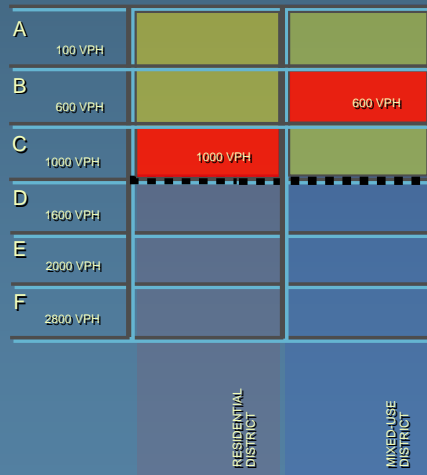 A
100 VPH
B
600 VPH
600 VPH
C
1000 VPH
1000 VPH
D
1600 VPH
E
2000 VPH
F
2800 VPH
RESIDENTIAL
DISTRICT
MIXED-USE
DISTRICT